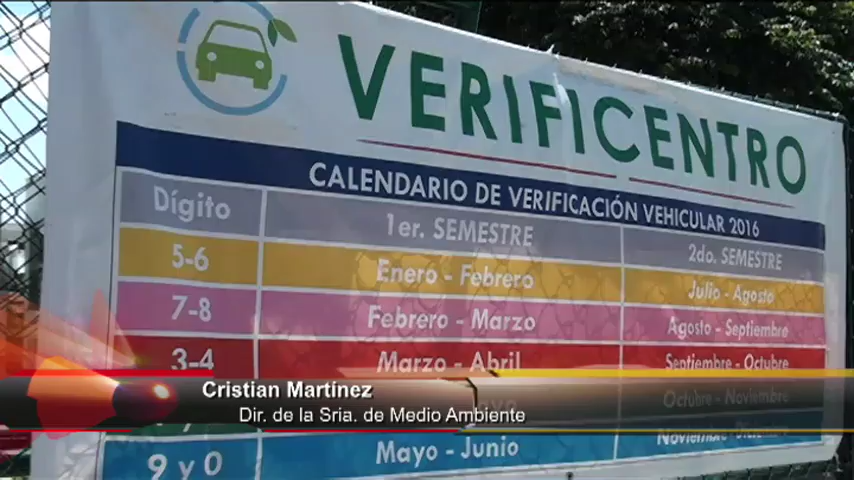 VERIFICENTRO
CALENDARIO DE VERIFICACIÓN VEHICULAR 2016
Dígito 1er. SEMESTRE 2do. SEMESTRE
5-6 Enero - Febrero Julio - Agosto
7-8 Febrero - Marzo Agosto - Septiembre
3-4 Marzo - Abril Septiembre - Octubre
Octubre - Noviembre
Cristian Martínez
Dir. de la Sria. de Medio Ambiente
9 y 0 Mayo - Junio Noviembre - Diciembre